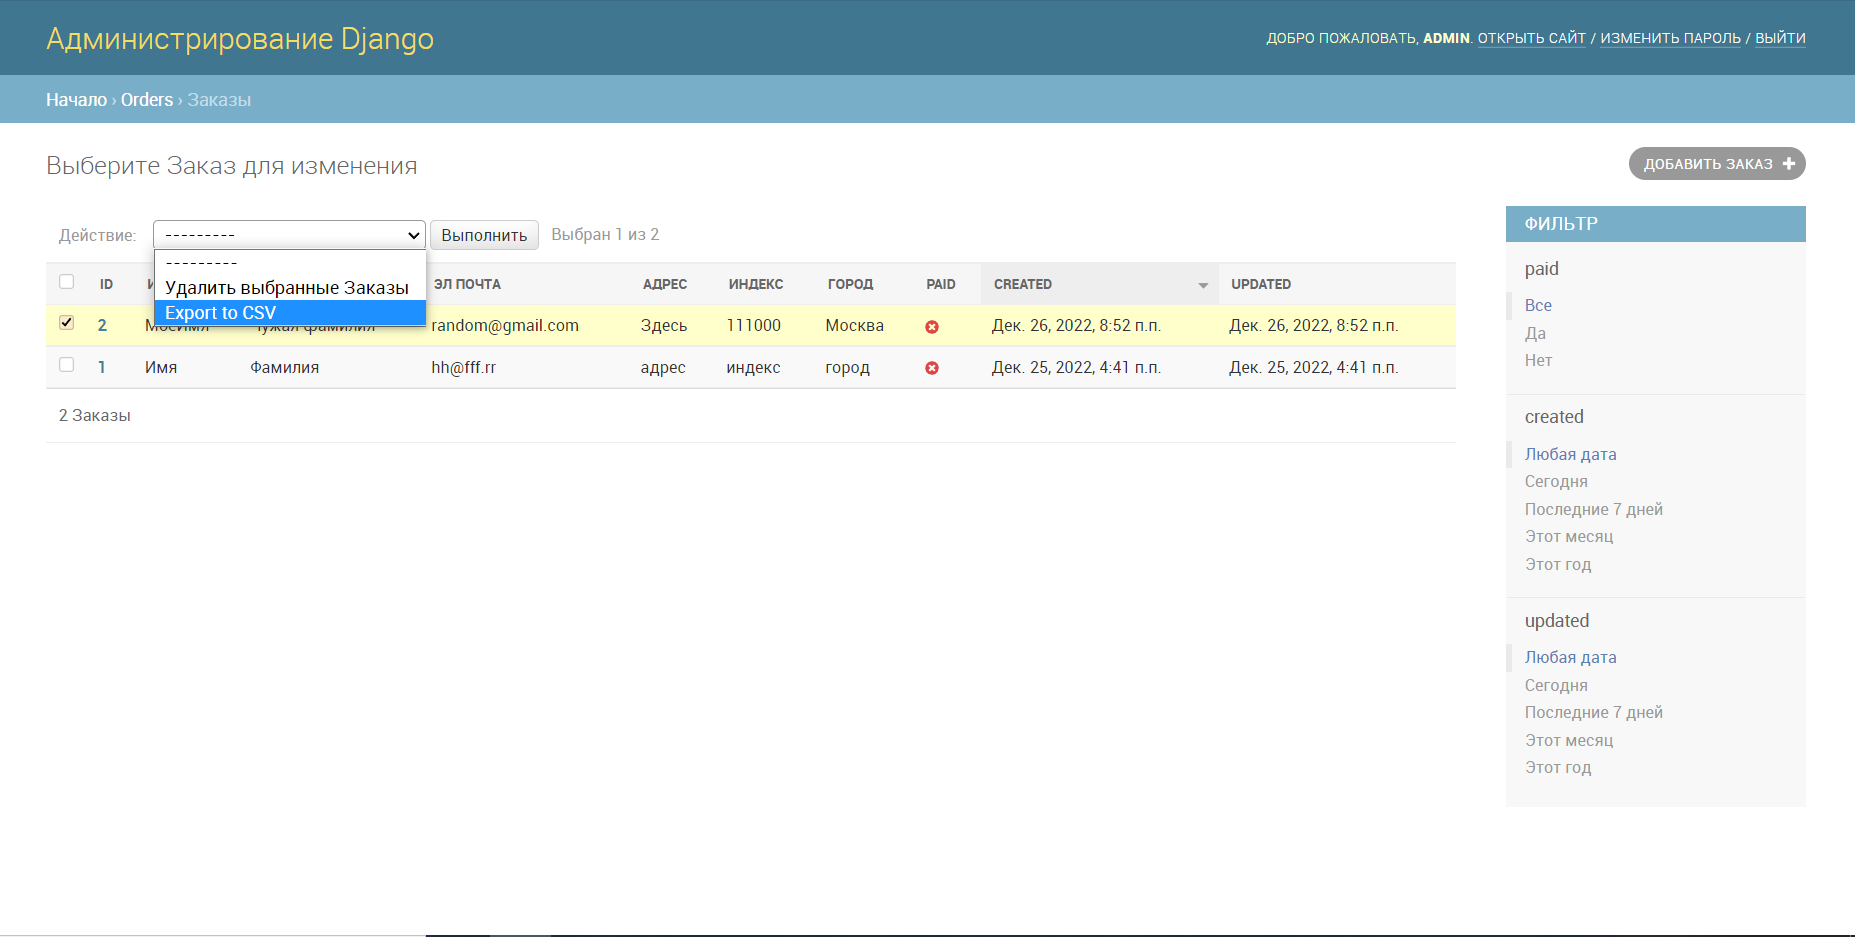 Администрирование Django
ДОБРО ПОЖАЛОВАТЬ, ADMIN. ОТКРЫТЬ САЙТ / ИЗМЕНИТЬ ПАРОЛЬ / ВЫЙТИ
Начало › Orders › Заказы
Выберите Заказ для изменения
ДОБАВИТЬ ЗАКАЗ
Действие: --------- Выполнить Выбран 1 из 2
---------
Удалить выбранные Заказы
Export to CSV
ID ЭЛ ПОЧТА АДРЕС ИНДЕКС ГОРОД PAID CREATED UPDATED
2 МоеИмя Чужая фамилия random@gmail.com Здесь 111000 Москва Дек. 26, 2022, 8:52 п.п. Дек. 26, 2022, 8:52 п.п.
1 Имя Фамилия hh@fff.rr адрес индекс город Дек. 25, 2022, 4:41 п.п. Дек. 25, 2022, 4:41 п.п.
2 Заказы
ФИЛЬТР
paid
Все
Да
Нет
created
Любая дата
Сегодня
Последние 7 дней
Этот месяц
Этот год
updated
Любая дата
Сегодня
Последние 7 дней
Этот месяц
Этот год